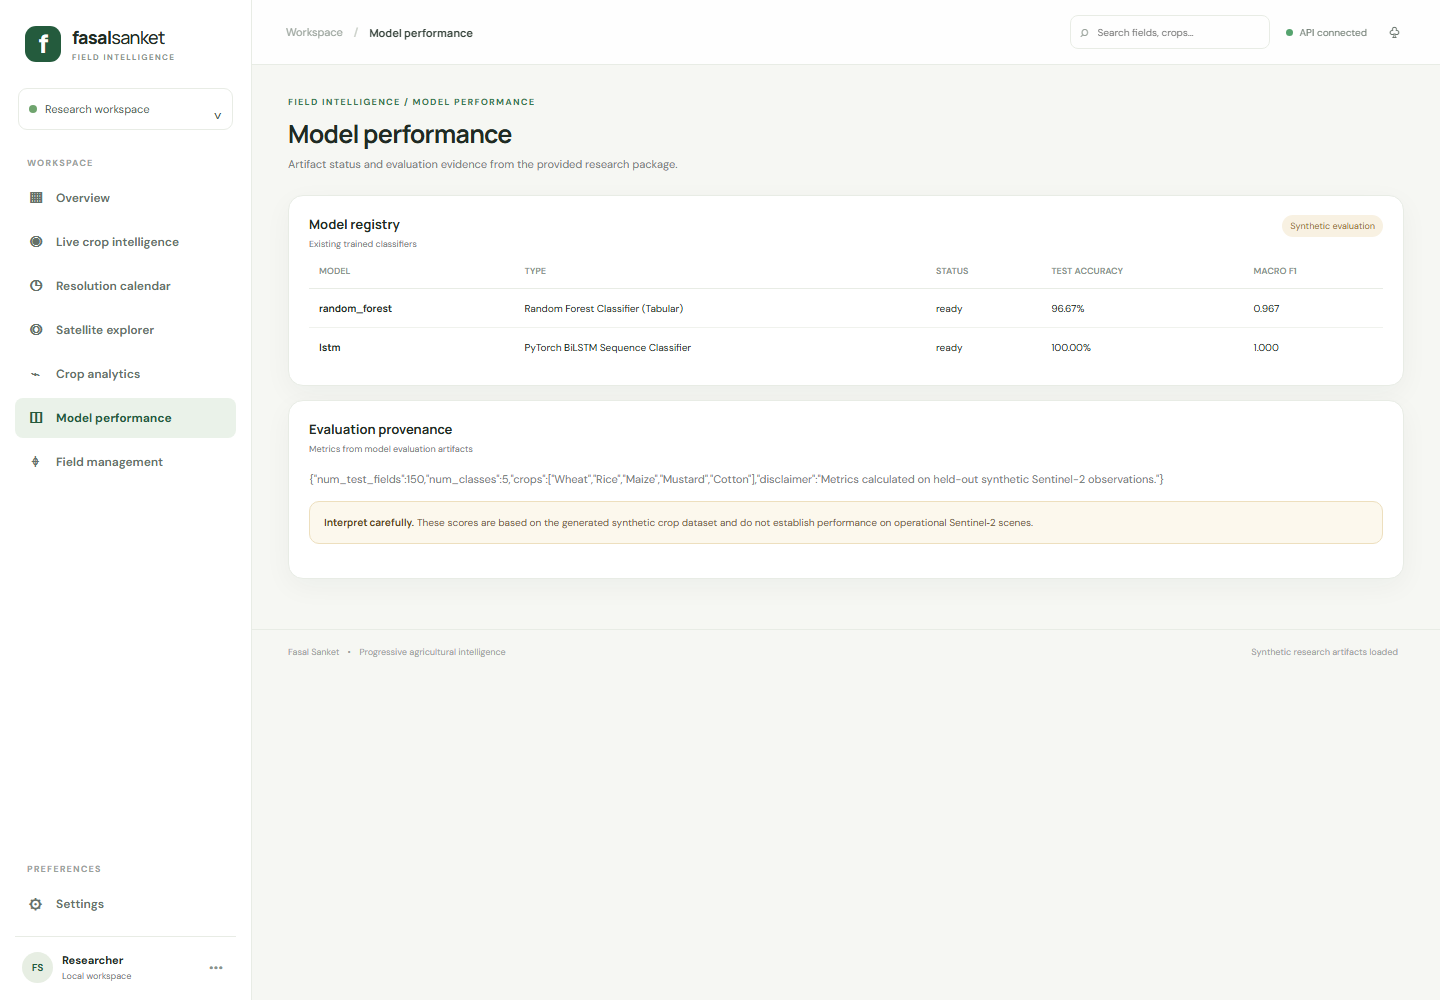 f
fasalsanket
FIELD INTELLIGENCE
Research workspace
v
WORKSPACE
Overview
Live crop intelligence
Resolution calendar
Satellite explorer
Crop analytics
Model performance
Field management
PREFERENCES
Settings
FS
Researcher
Local workspace
•••
Workspace / Model performance
Search fields, crops...
API connected
FIELD INTELLIGENCE / MODEL PERFORMANCE
Model performance
Artifact status and evaluation evidence from the provided research package.
Model registry
Synthetic evaluation
Existing trained classifiers
MODEL TYPE STATUS TEST ACCURACY MACRO F1
random_forest Random Forest Classifier (Tabular) ready 96.67% 0.967
lstm PyTorch BiLSTM Sequence Classifier ready 100.00% 1.000
Evaluation provenance
Metrics from model evaluation artifacts
{"num_test_fields":150,"num_classes":5,"crops":["Wheat","Rice","Maize","Mustard","Cotton"],"disclaimer":"Metrics calculated on held-out synthetic Sentinel-2 observations."}
Interpret carefully. These scores are based on the generated synthetic crop dataset and do not establish performance on operational Sentinel-2 scenes.
Fasal Sanket • Progressive agricultural intelligence
Synthetic research artifacts loaded